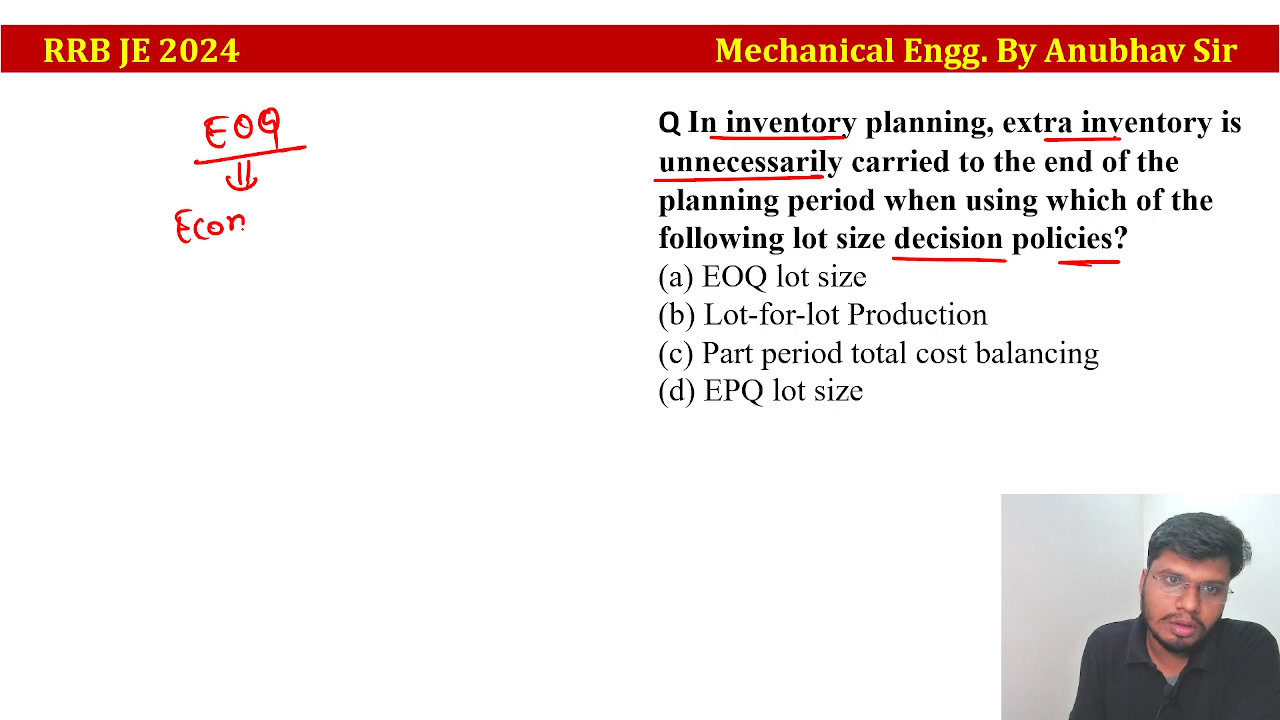 RRB JE 2024
Mechanical Engg. By Anubhav Sir
EOQ
Econ
Q In inventory planning, extra inventory is
unnecessarily carried to the end of the
planning period when using which of the
following lot size decision policies?
(a) EOQ lot size
(b) Lot-for-lot Production
(c) Part period total cost balancing
(d) EPQ lot size